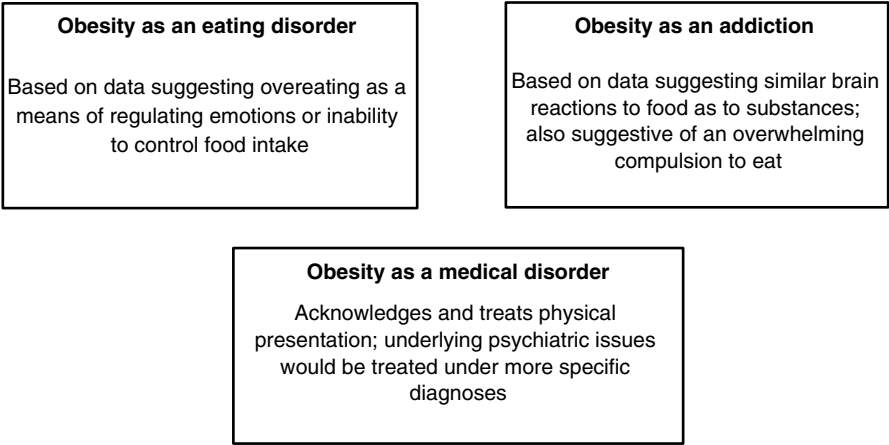 Obesity as an eating disorder
Based on data suggesting overeating as a
means of regulating emotions or inability
to control food intake
Obesity as an addiction
Based on data suggesting similar brain
reactions to food as to substances;
also suggestive of an overwhelming
compulsion to eat
Obesity as a medical disorder
Acknowledges and treats physical
presentation; underlying psychiatric issues
would be treated under more specific
diagnoses